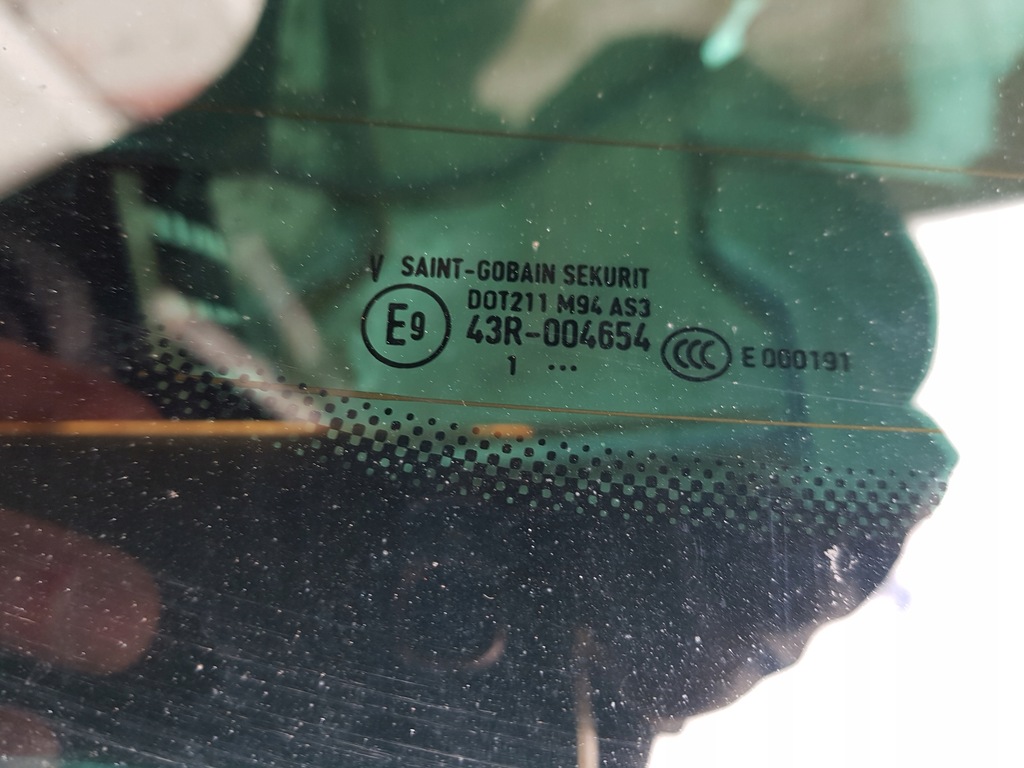 V SAINT-GOBAIN SEKURIT
E9 DOT211 M94 AS3
43R-004654
CCC E 000191
1 ...